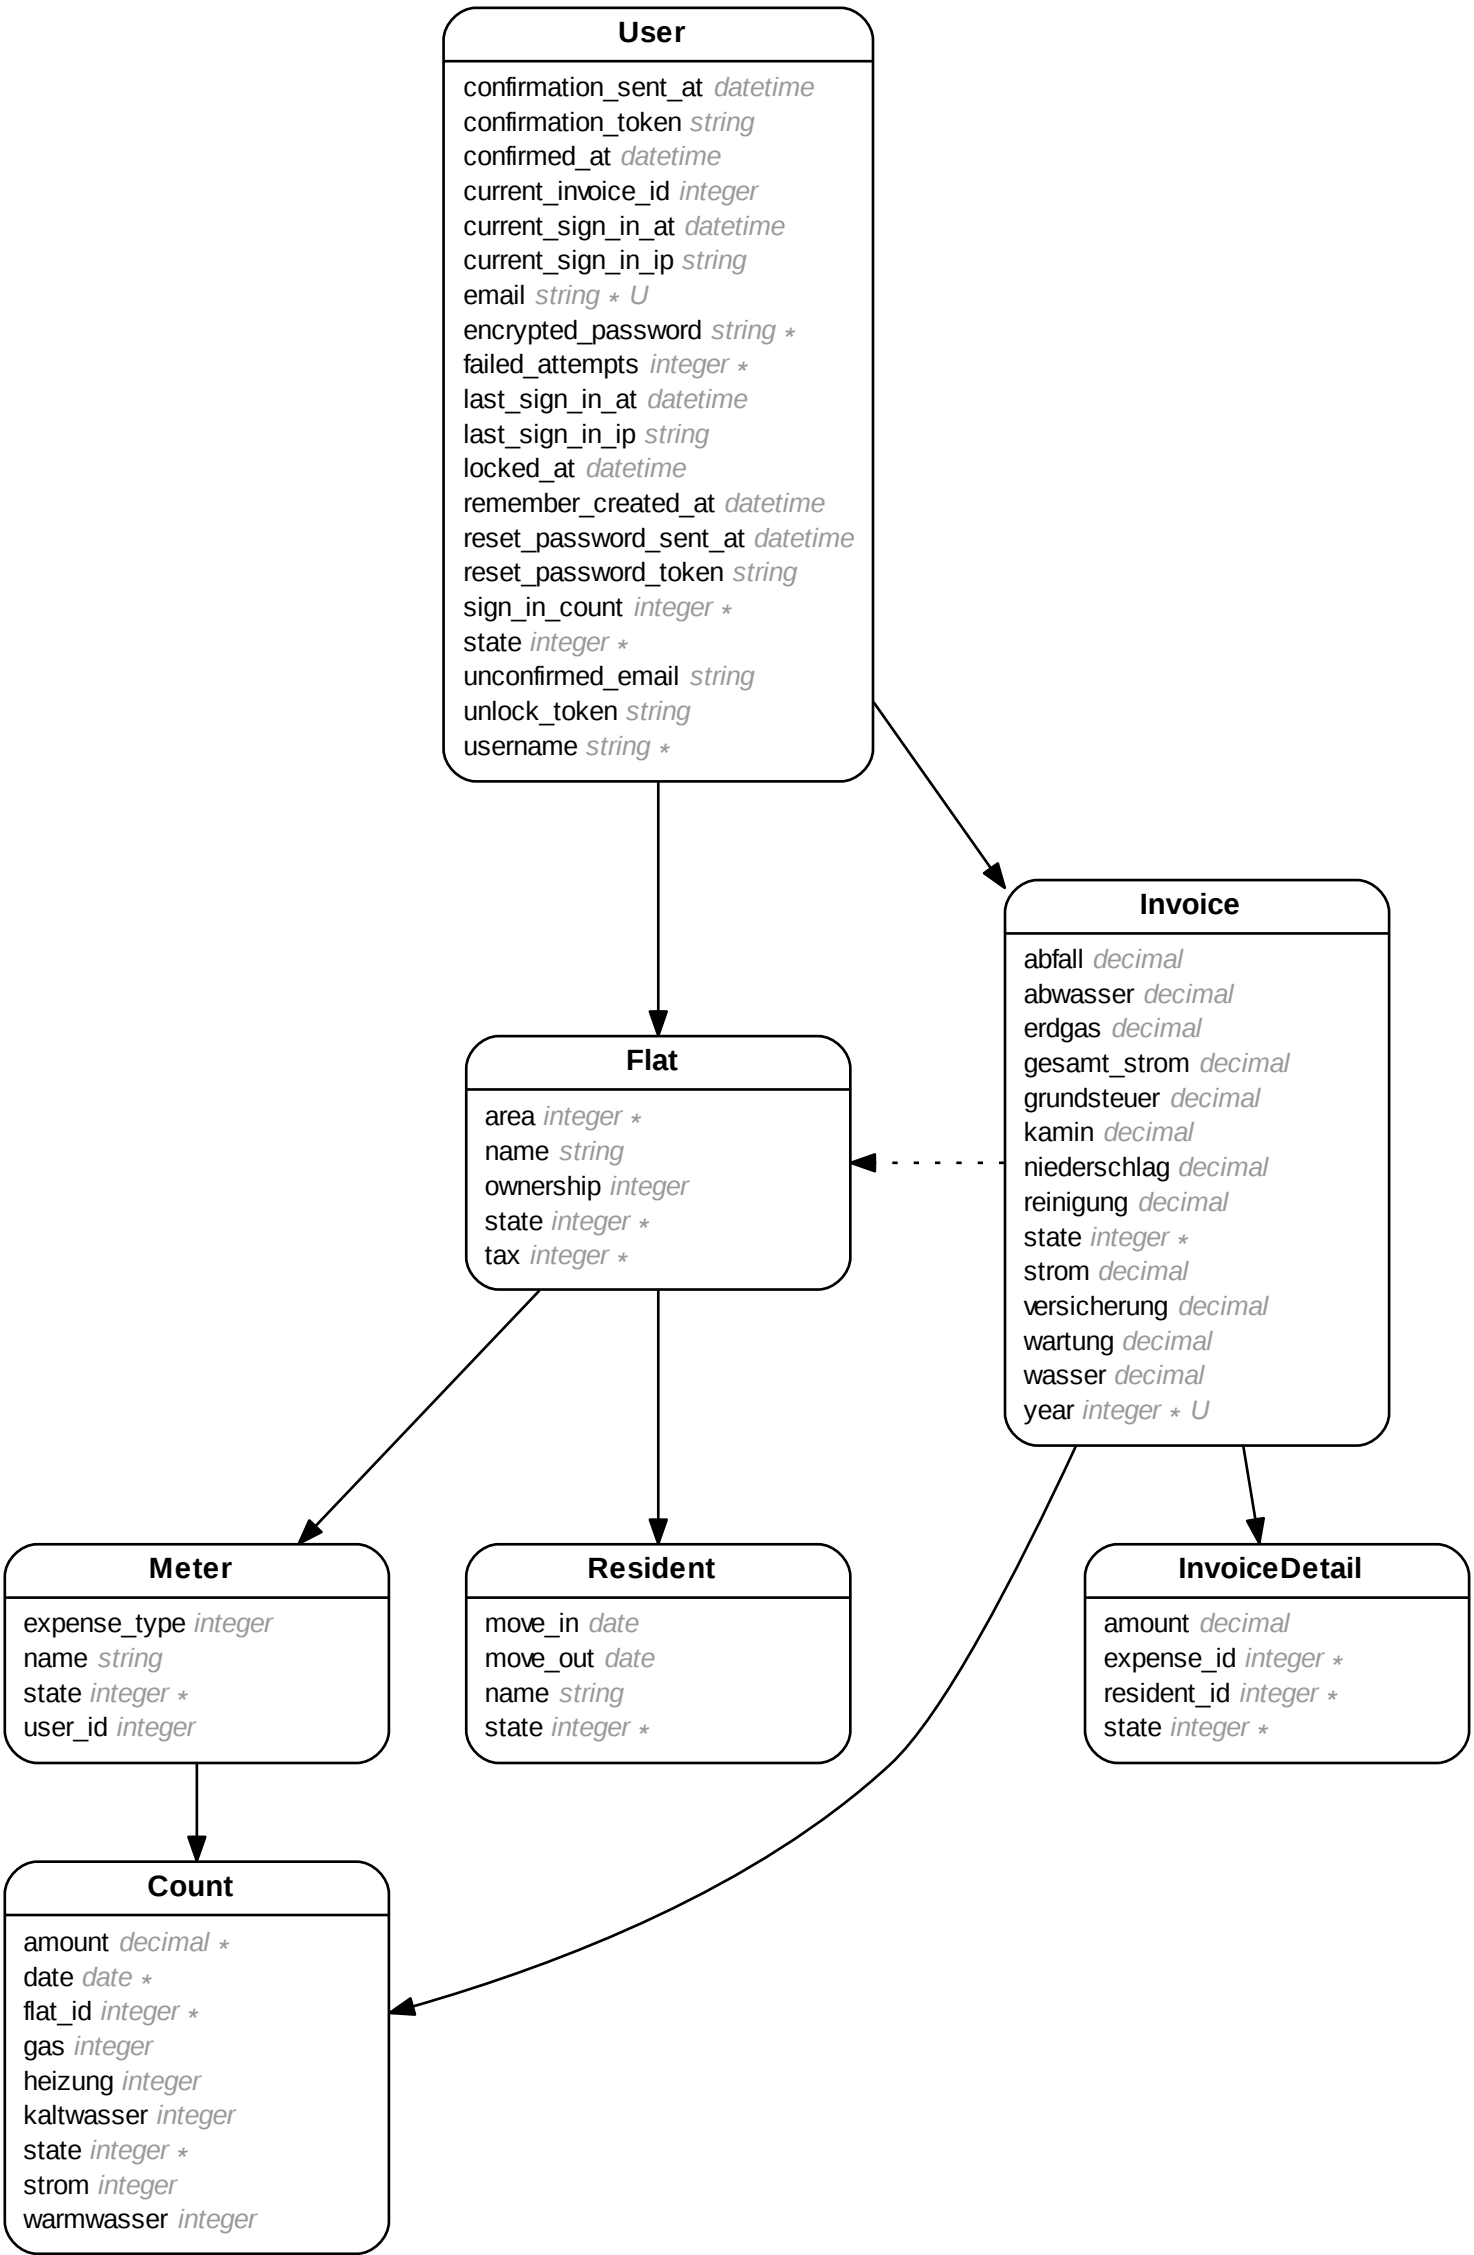 User
confirmation_sent_at datetime
confirmation_token string
confirmed_at datetime
current_invoice_id integer
current_sign_in_at datetime
current_sign_in_ip string
email string * U
encrypted_password string *
failed_attempts integer *
last_sign_in_at datetime
last_sign_in_ip string
locked_at datetime
remember_created_at datetime
reset_password_sent_at datetime
reset_password_token string
sign_in_count integer *
state integer *
unconfirmed_email string
unlock_token string
username string *
Invoice
abfall decimal
abwasser decimal
erdgas decimal
gesamt_strom decimal
grundsteuer decimal
kamin decimal
niederschlag decimal
reinigung decimal
state integer *
strom decimal
versicherung decimal
wartung decimal
wasser decimal
year integer * U
Flat
area integer *
name string
ownership integer
state integer *
tax integer *
Meter
expense_type integer
name string
state integer *
user_id integer
Resident
move_in date
move_out date
name string
state integer *
InvoiceDetail
amount decimal
expense_id integer *
resident_id integer *
state integer *
Count
amount decimal *
date date *
flat_id integer *
gas integer
heizung integer
kaltwasser integer
state integer *
strom integer
warmwasser integer